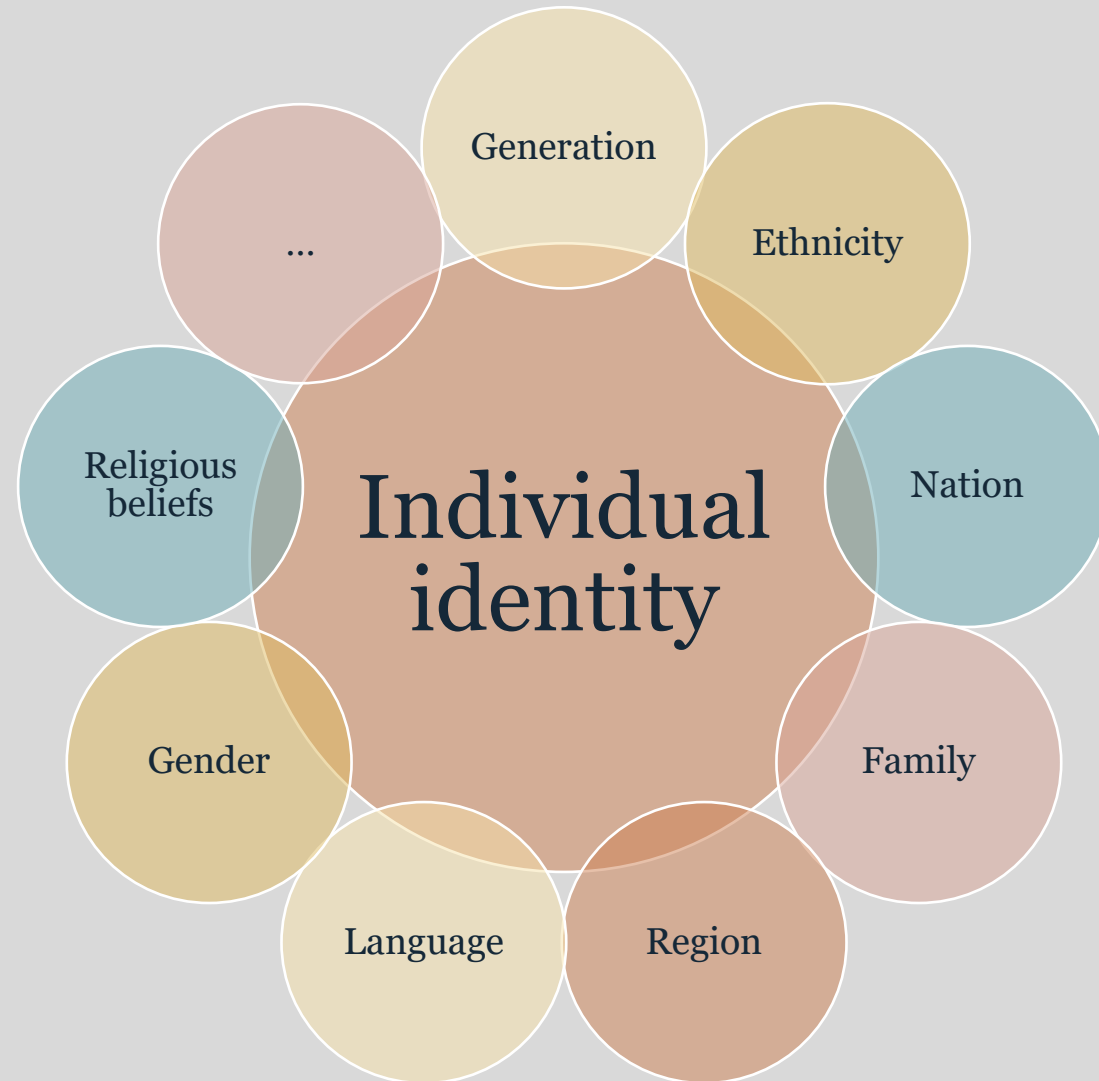 Generation
Ethnicity
...
Religious
beliefs
Individual
identity
Nation
Gender
Family
Language
Region